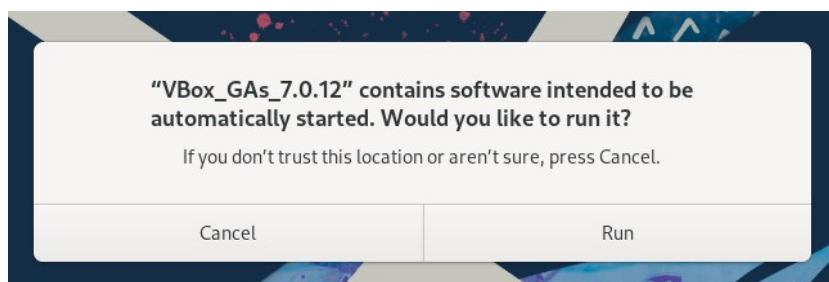 “VBox_GAs_7.0.12” contains software intended to be
automatically started. Would you like to run it?
If you don’t trust this location or aren’t sure, press Cancel.
Cancel
Run